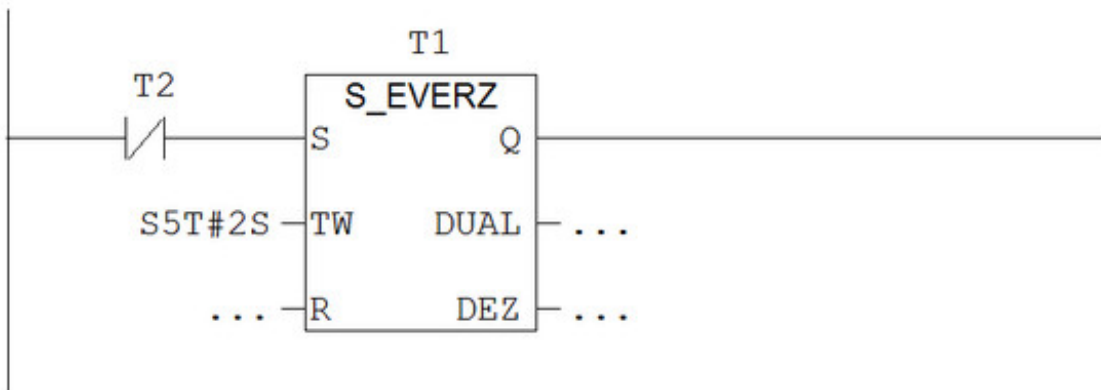 T1
T2
S_EVERZ
S Q
S5T#2S TW DUAL ...
... R DEZ ...